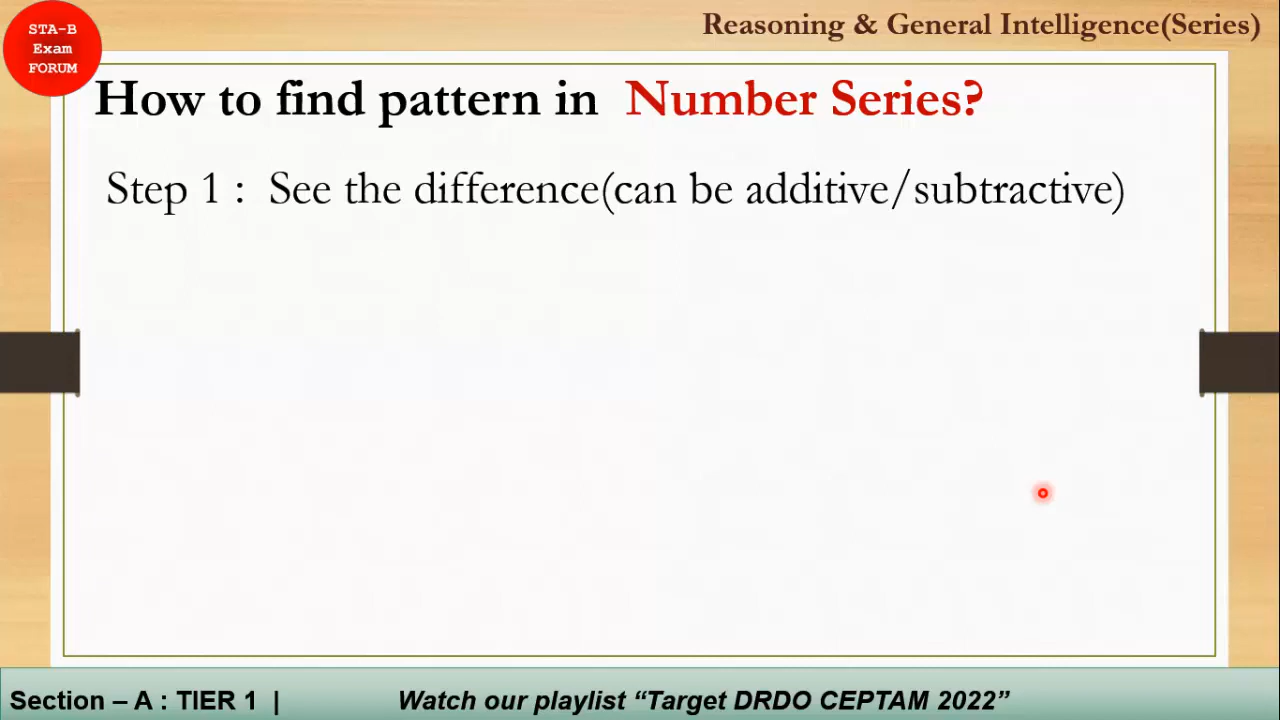 STA-B
Exam
FORUM
Reasoning & General Intelligence(Series)
How to find pattern in Number Series?
Step 1 : See the difference(can be additive/subtractive)
Section – A : TIER 1 | Watch our playlist “Target DRDO CEPTAM 2022”